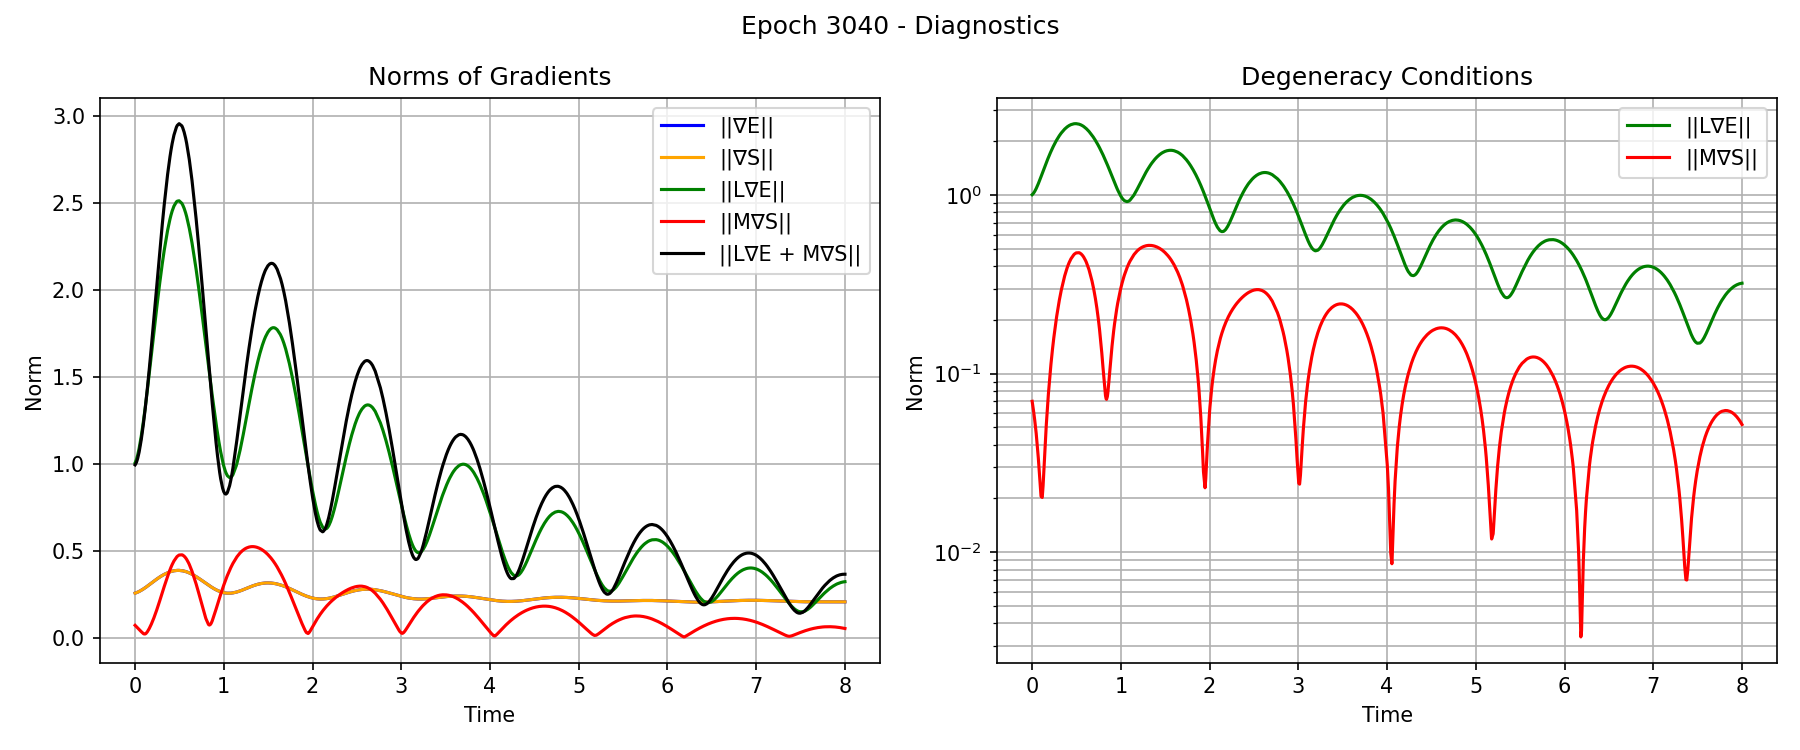 Epoch 3040 - Diagnostics
Norms of Gradients
Norm
3.0
2.5
2.0
1.5
1.0
0.5
0.0
||∇E||
||∇S||
||L∇E||
||M∇S||
||L∇E + M∇S||
0 1 2 3 4 5 6 7 8
Time
Degeneracy Conditions
Norm
10⁰
10⁻¹
10⁻²
||L∇E||
||M∇S||
0 1 2 3 4 5 6 7 8
Time